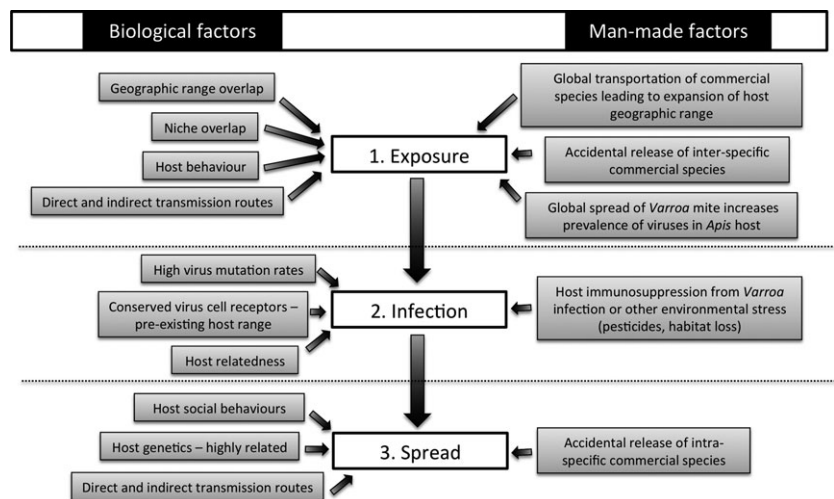 Biological factors
Man-made factors
Geographic range overlap
Niche overlap
Host behaviour
Direct and indirect transmission routes
1. Exposure
Global transportation of commercial
species leading to expansion of host
geographic range
Accidental release of inter-specific
commercial species
Global spread of Varroa mite increases
prevalence of viruses in Apis host
High virus mutation rates
Conserved virus cell receptors –
pre-existing host range
Host relatedness
2. Infection
Host immunosuppression from Varroa
infection or other environmental stress
(pesticides, habitat loss)
Host social behaviours
Host genetics – highly related
Direct and indirect transmission routes
3. Spread
Accidental release of intra-
specific commercial species